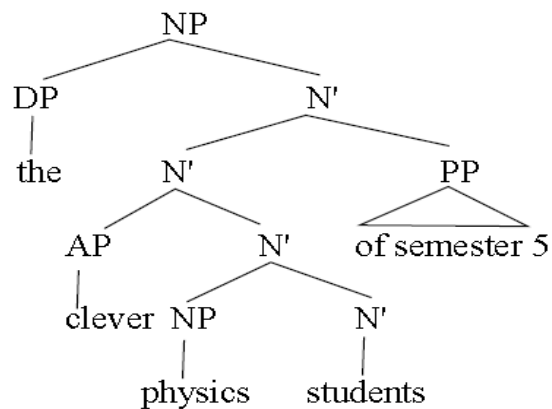 NP
DP N'
the N' PP
AP N' of semester 5
clever NP N'
physics students